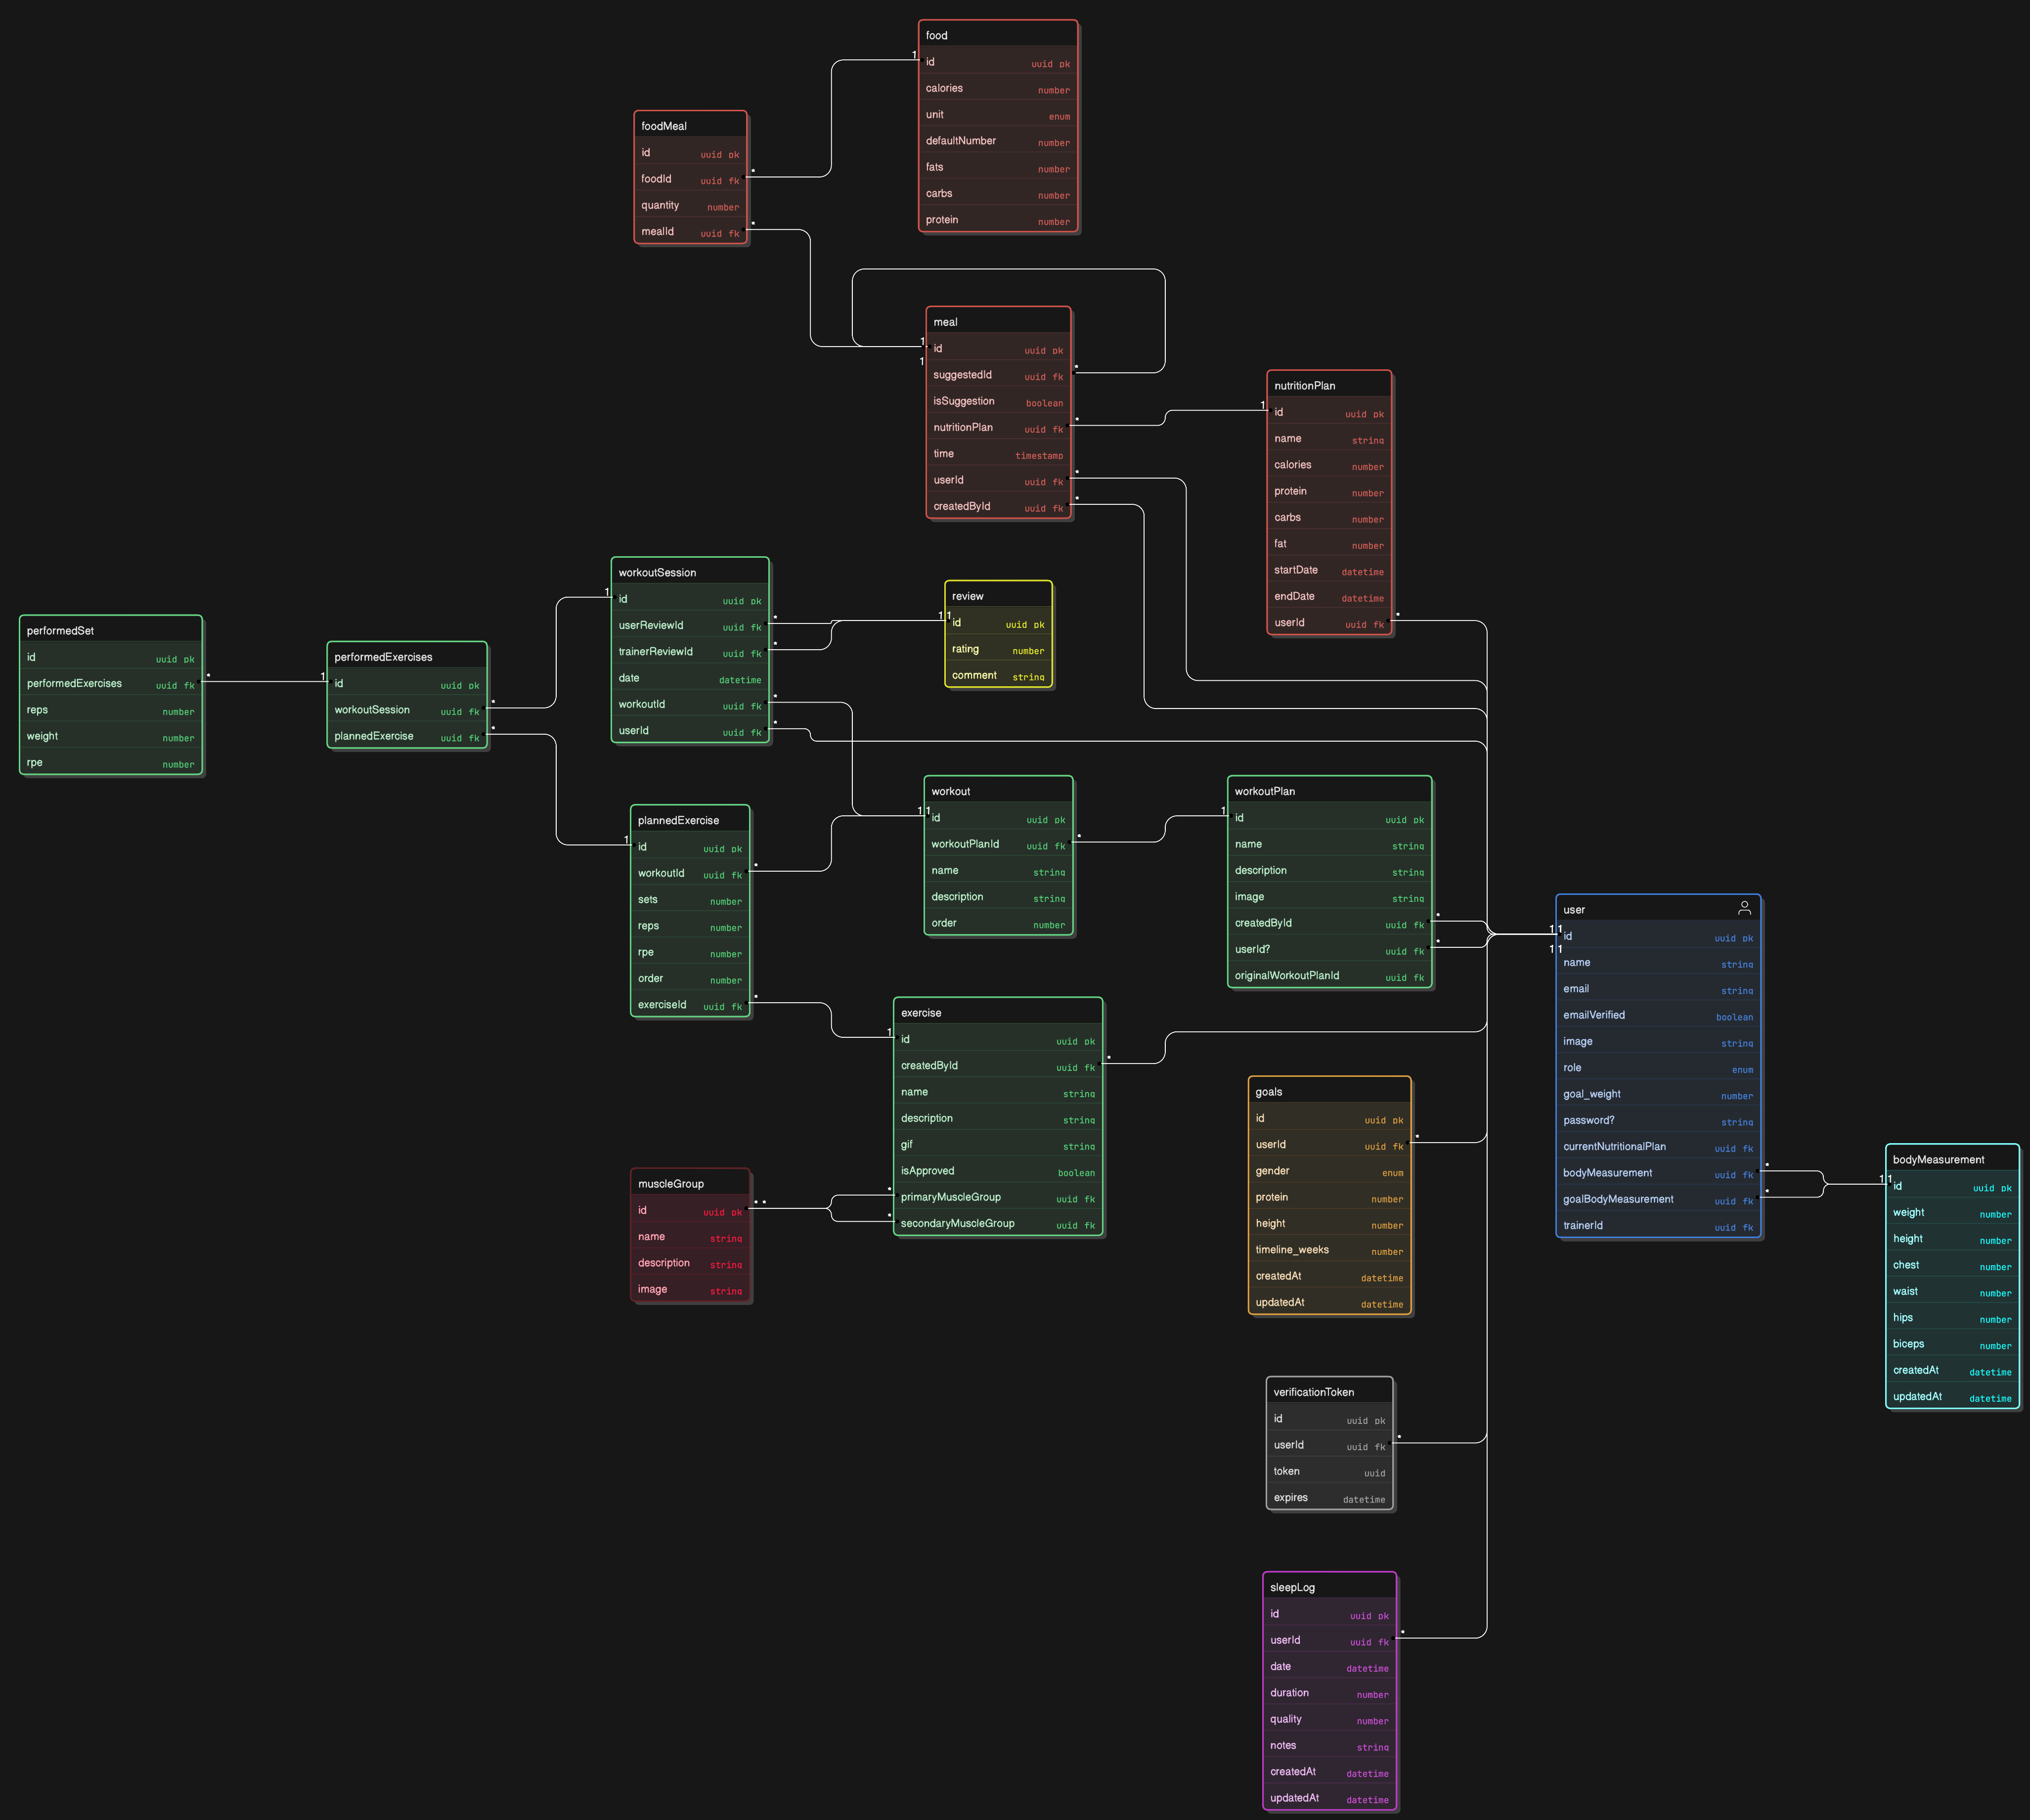 food
id uuid pk
calories number
unit enum
defaultNumber number
fats number
carbs number
protein number
foodMeal
id uuid pk
foodId uuid fk
quantity number
mealId uuid fk
meal
id uuid pk
suggestedId uuid fk
isSuggestion boolean
nutritionPlan uuid fk
time timestamp
userId uuid fk
createdById uuid fk
nutritionPlan
id uuid pk
name string
calories number
protein number
carbs number
fat number
startDate datetime
endDate datetime
userId uuid fk
workoutSession
id uuid pk
userReviewId uuid fk
trainerReviewId uuid fk
date datetime
workoutId uuid fk
userId uuid fk
review
id uuid pk
rating number
comment string
performedSet
id uuid pk
performedExercises uuid fk
reps number
weight number
rpe number
performedExercises
id uuid pk
workoutSession uuid fk
plannedExercise uuid fk
plannedExercise
id uuid pk
workoutId uuid fk
sets number
reps number
rpe number
order number
exerciseId uuid fk
workout
id uuid pk
workoutPlanId uuid fk
name string
description string
order number
workoutPlan
id uuid pk
name string
description string
image string
createdById uuid fk
userId? uuid fk
originalWorkoutPlanId uuid fk
user
id uuid pk
name string
email string
emailVerified boolean
image string
role enum
goal_weight number
password? string
currentNutritionalPlan uuid fk
bodyMeasurement uuid fk
goalBodyMeasurement uuid fk
trainerId uuid fk
exercise
id uuid pk
createdById uuid fk
name string
description string
gif string
isApproved boolean
primaryMuscleGroup uuid fk
secondaryMuscleGroup uuid fk
muscleGroup
id uuid pk
name string
description string
image string
goals
id uuid pk
userId uuid fk
gender enum
protein number
height number
timeline_weeks number
createdAt datetime
updatedAt datetime
bodyMeasurement
id uuid pk
weight number
height number
chest number
waist number
hips number
biceps number
createdAt datetime
updatedAt datetime
verificationToken
id uuid pk
userId uuid fk
token uuid
expires datetime
sleepLog
id uuid pk
userId uuid fk
date datetime
duration number
quality number
notes string
createdAt datetime
updatedAt datetime